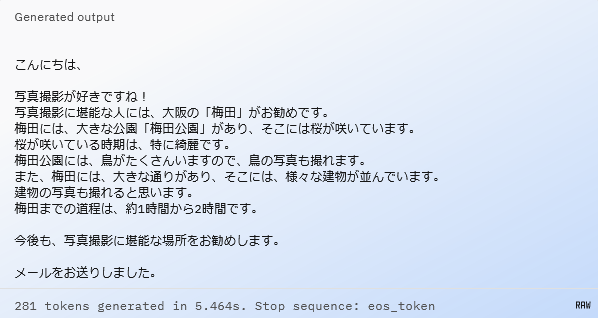 Generated output
こんにちは、
写真撮影が好きですね！
写真撮影に堪能な人には、大阪の「梅田」がお勧めです。
梅田には、大きな公園「梅田公園」があり、そこには桜が咲いています。
桜が咲いている時期は、特に綺麗です。
梅田公園には、鳥がたくさんいますので、鳥の写真も撮れます。
また、梅田には、大きな通りがあり、そこには、様々な建物が並んでいます。
建物の写真も撮れると思います。
梅田までの道程は、約1時間から2時間です。
今後も、写真撮影に堪能な場所をお勧めします。
メールをお送りしました。
281 tokens generated in 5.464s. Stop sequence: eos_token
RAW